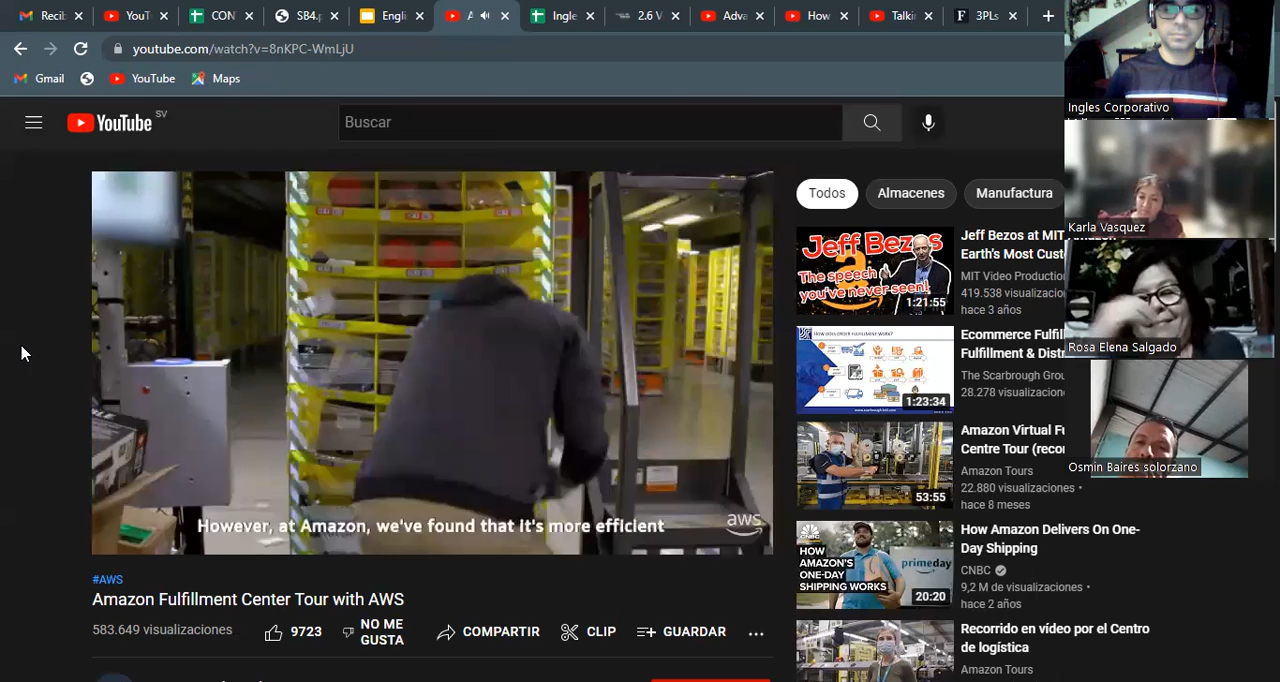 Recib
YouT
CON
SB4.p
Engli
A
Ingle
2.6 V
Adva
How
Talki
3PLs
youtube.com/watch?v=8nKPC-WmLjU
Gmail
YouTube
Maps
YouTube SV
Buscar
Ingles Corporativo
Karla Vasquez
Rosa Elena Salgado
Osmin Baires solorzano
However, at Amazon, we've found that it's more efficient
aws
#AWS
Amazon Fulfillment Center Tour with AWS
583.649 visualizaciones
9723
NO ME
GUSTA
COMPARTIR
CLIP
GUARDAR
Todos
Almacenes
Manufactura
Jeff Bezos
The speech
you've never seen!
1:21:55
Jeff Bezos at MIT
Earth's Most Cust
MIT Video Productio
419.538 visualizacion
hace 3 años
1:23:34
Ecommerce Fulfil
Fulfillment & Distr
The Scarbrough Grou
28.278 visualizacion
53:55
Amazon Virtual Fu
Centre Tour (reco
Amazon Tours
22.880 visualizaciones •
hace 8 meses
CNBC
HOW
AMAZON'S
ONE-DAY
SHIPPING WORKS
primeday
20:20
How Amazon Delivers On One-
Day Shipping
CNBC
9,2 M de visualizaciones •
hace 2 años
Recorrido en vídeo por el Centro
de logística
Amazon Tours